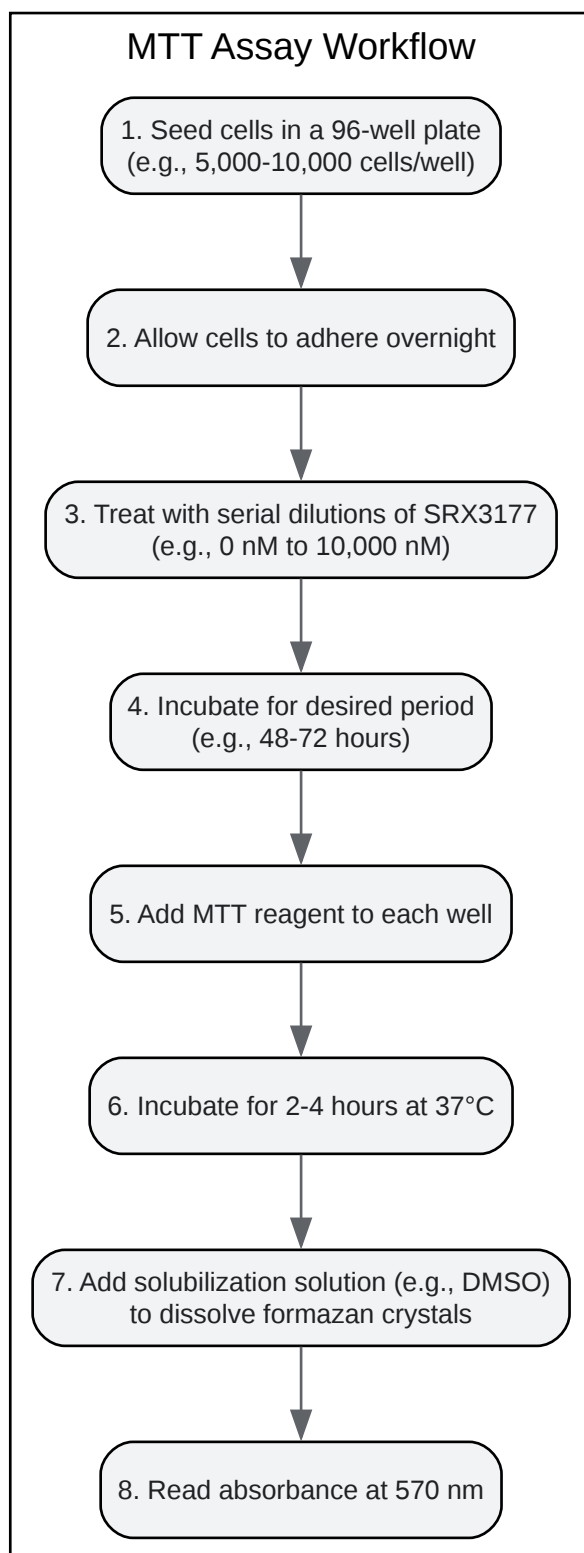 MTT Assay Workflow
1. Seed cells in a 96-well plate
(e.g., 5,000-10,000 cells/well)
2. Allow cells to adhere overnight
3. Treat with serial dilutions of SRX3177
(e.g., 0 nM to 10,000 nM)
4. Incubate for desired period
(e.g., 48-72 hours)
5. Add MTT reagent to each well
6. Incubate for 2-4 hours at 37°C
7. Add solubilization solution (e.g., DMSO)
to dissolve formazan crystals
8. Read absorbance at 570 nm